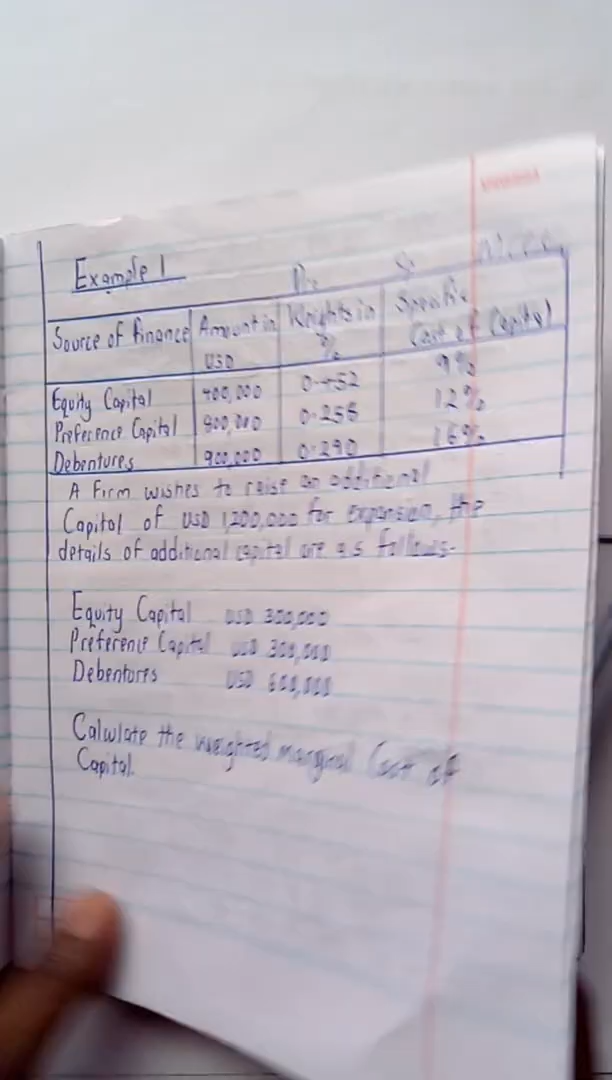 Example 1
Source of finance Amount in USD Weights in % Specific Cost of Capital
Equity Capital 400,000 9%
Preference Capital 800,000 0.258 12%
Debentures 900,000 0.290 16%
A Firm wishes to raise an additional
Capital of USD 1,200,000 for expansion, the
details of additional capital are as follows-
Equity Capital USD 300,000
Preference Capital USD 300,000
Debentures USD 600,000
Calculate the weighted marginal Cost of
Capital.